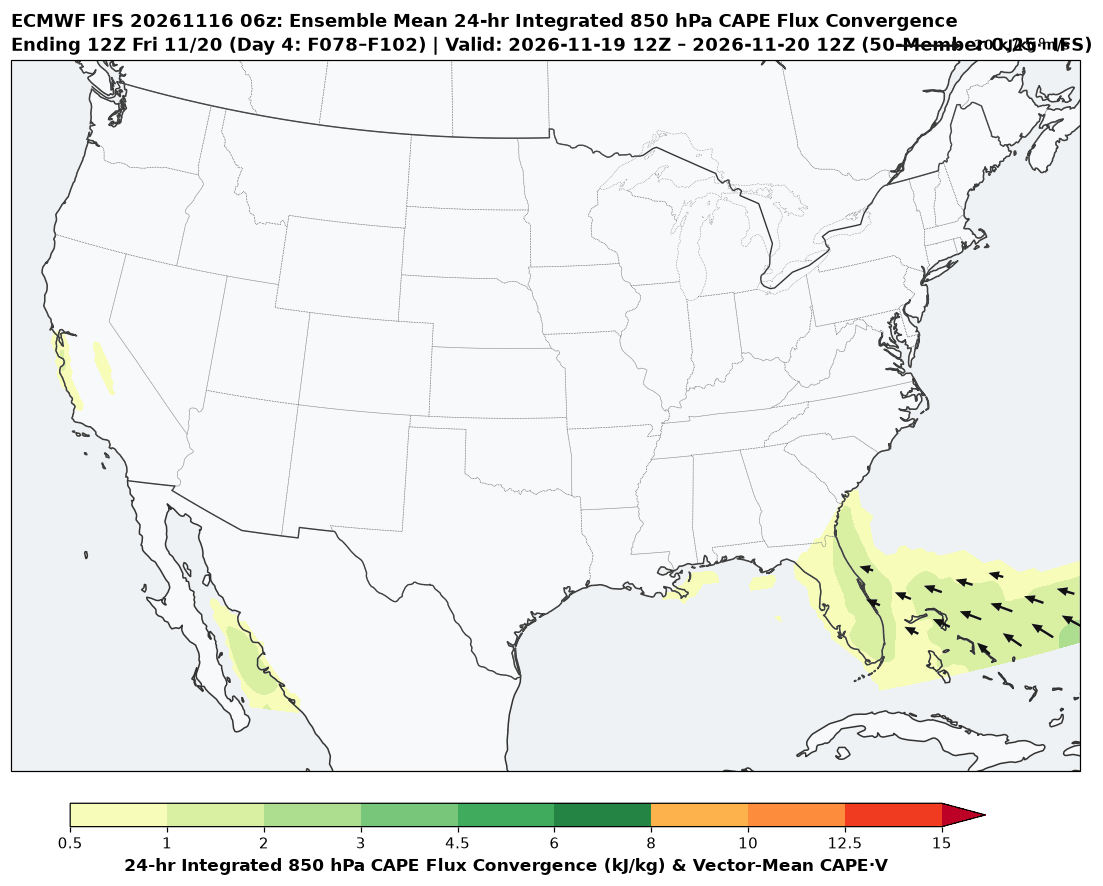 ECMWF IFS 20261116 06z: Ensemble Mean 24-hr Integrated 850 hPa CAPE Flux Convergence
Ending 12Z Fri 11/20 (Day 4: F078–F102) | Valid: 2026-11-19 12Z – 2026-11-20 12Z (50-Member 0.25° IFS)
0.5 1 2 3 4.5 6 8 10 12.5 15
24-hr Integrated 850 hPa CAPE Flux Convergence (kJ/kg) & Vector-Mean CAPE·V